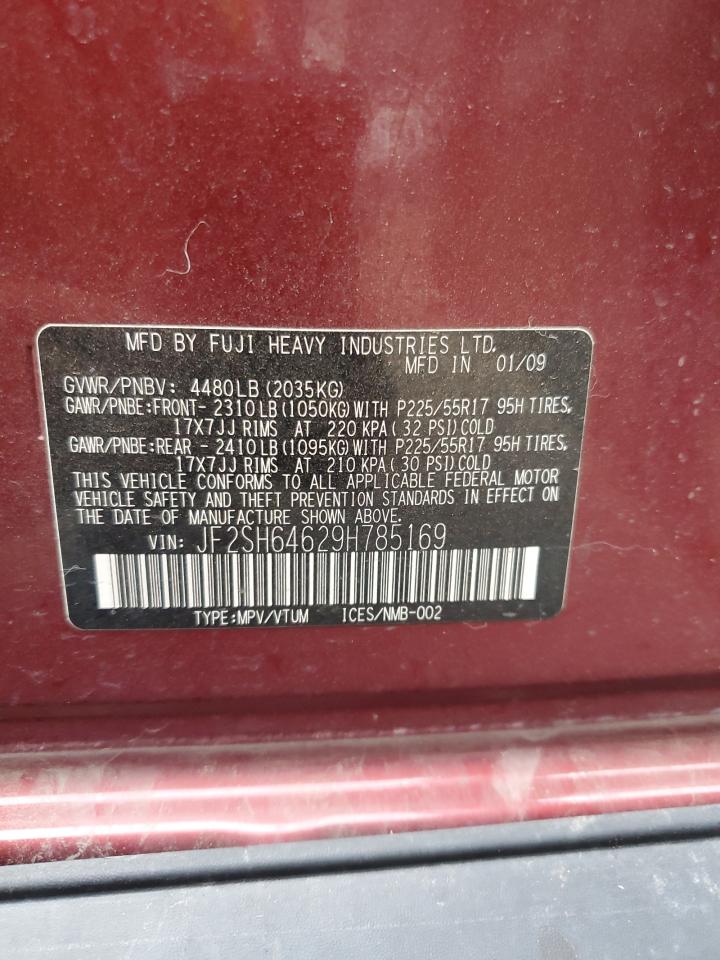 MFD BY FUJI HEAVY INDUSTRIES LTD.
MFD IN 01/09
GVWR/PNBV: 4480LB(2035KG)
GAWR/PNBE:FRONT- 2310LB(1050KG)WITH P225/55R17 95H TIRES,
17X7JJ RIMS AT 220 KPA( 32 PSI)COLD
GAWR/PNBE:REAR - 2410LB(1095KG)WITH P225/55R17 95H TIRES,
17X7JJ RIMS AT 210 KPA( 30 PSI)COLD
THIS VEHICLE CONFORMS TO ALL APPLICABLE FEDERAL MOTOR
VEHICLE SAFETY AND THEFT PREVENTION STANDARDS IN EFFECT ON
THE DATE OF MANUFACTURE SHOWN ABOVE.
VIN: JF2SH64629H785169
TYPE:MPV/VTUM ICES/NMB-002